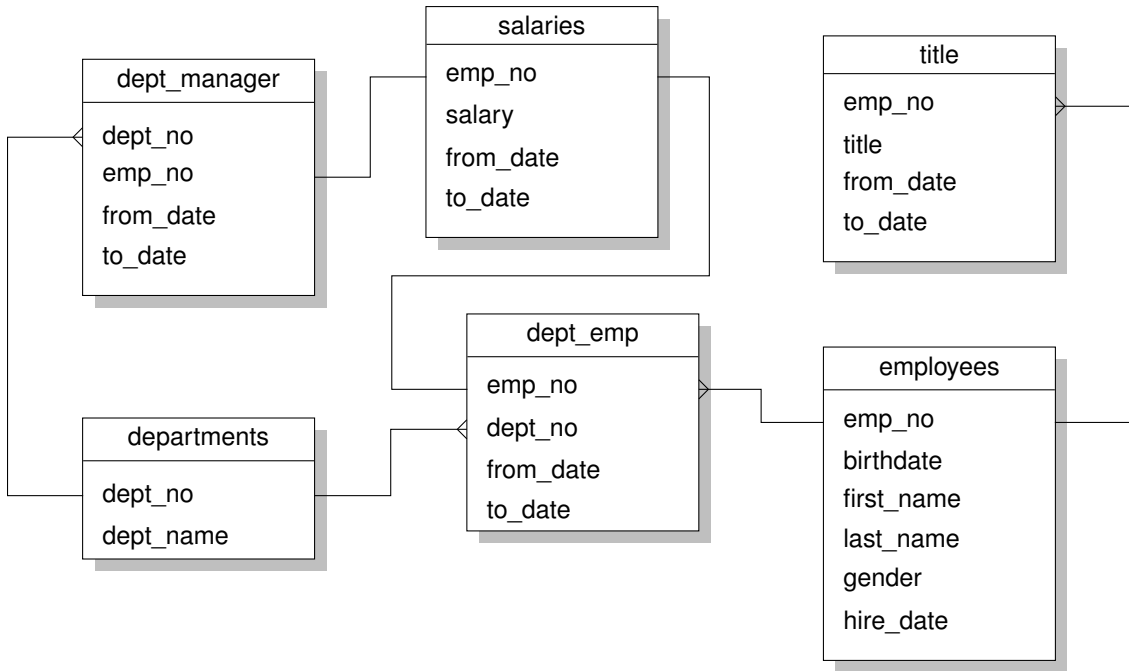 dept_manager
dept_no
emp_no
from_date
to_date
salaries
emp_no
salary
from_date
to_date
title
emp_no
title
from_date
to_date
departments
dept_no
dept_name
dept_emp
emp_no
dept_no
from_date
to_date
employees
emp_no
birthdate
first_name
last_name
gender
hire_date